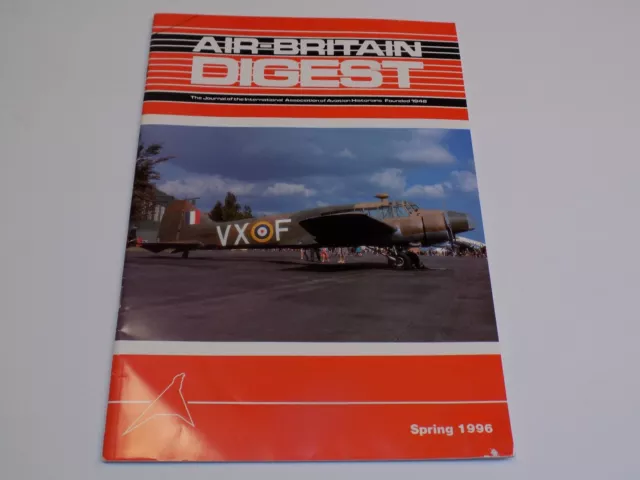 AIR-BRITAIN
DIGEST
The Journal of the International Association of Aviation Historians Founded 1948
VX F
Spring 1996